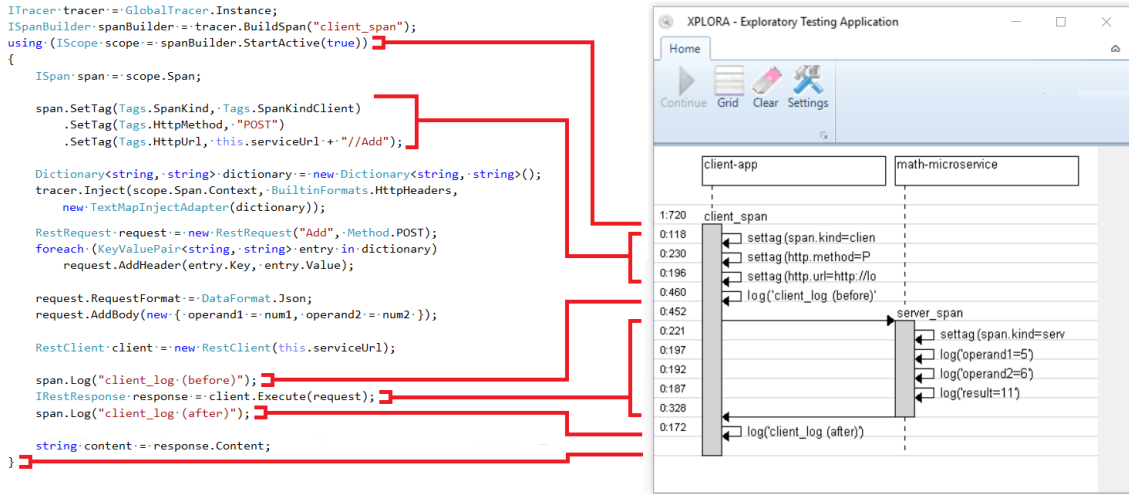 ITracer tracer = GlobalTracer.Instance;
ISpanBuilder spanBuilder = tracer.BuildSpan("client_span");
using (IScope scope = spanBuilder.StartActive(true))
{
ISpan span = scope.Span;
span.SetTag(Tags.SpanKind, Tags.SpanKindClient)
.SetTag(Tags.HttpMethod, "POST")
.SetTag(Tags.HttpUrl, this.serviceUrl + "//Add");
Dictionary<string, string> dictionary = new Dictionary<string, string>();
tracer.Inject(scope.Span.Context, BuiltinFormats.HttpHeaders,
new TextMapInjectAdapter(dictionary));
RestRequest request = new RestRequest("Add", Method.POST);
foreach (KeyValuePair<string, string> entry in dictionary)
request.AddHeader(entry.Key, entry.Value);
request.RequestFormat = DataFormat.Json;
request.AddBody(new { operand1 = num1, operand2 = num2 });
RestClient client = new RestClient(this.serviceUrl);
span.Log("client_log (before)");
IRestResponse response = client.Execute(request);
span.Log("client_log (after)");
string content = response.Content;
}
XPLORA - Exploratory Testing Application
Home
Continue Grid Clear Settings
client-app math-microservice
1:720 client_span
0:118 settag(span.kind=clien
0:230 settag(http.method=P
0:196 settag(http.url=http://lo
0:460 log('client_log (before)'
0:452 server_span
0:221 settag(span.kind=serv
0:197 log('operand1=5')
0:192 log('operand2=6')
0:187 log('result=11')
0:328
0:172 log('client_log (after)')